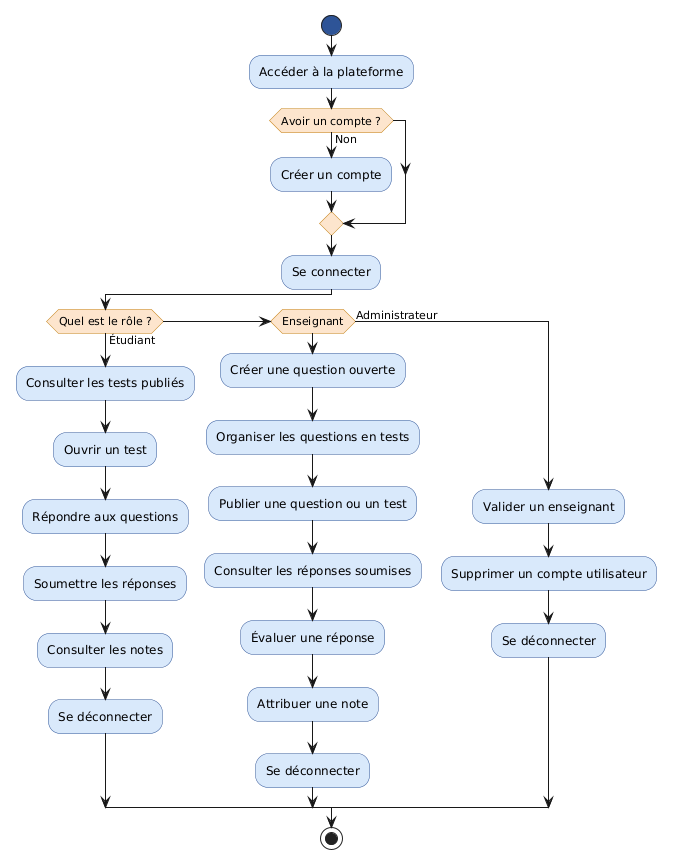 Accéder à la plateforme
Avoir un compte ?
Non
Créer un compte
Se connecter
Quel est le rôle ?
Étudiant
Consulter les tests publiés
Ouvrir un test
Répondre aux questions
Soumettre les réponses
Consulter les notes
Se déconnecter
Enseignant
Créer une question ouverte
Organiser les questions en tests
Publier une question ou un test
Consulter les réponses soumises
Évaluer une réponse
Attribuer une note
Se déconnecter
Administrateur
Valider un enseignant
Supprimer un compte utilisateur
Se déconnecter